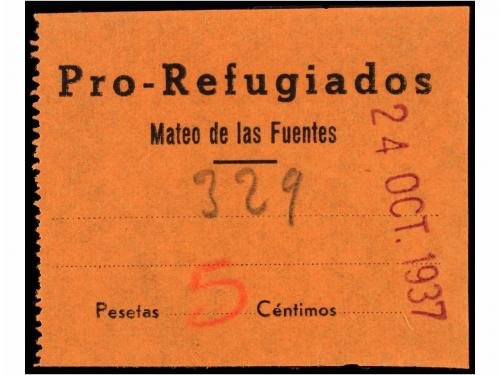 Pro-Refugiados
Mateo de las Fuentes
329
Pesetas 5 Céntimos
24 OCT. 1937